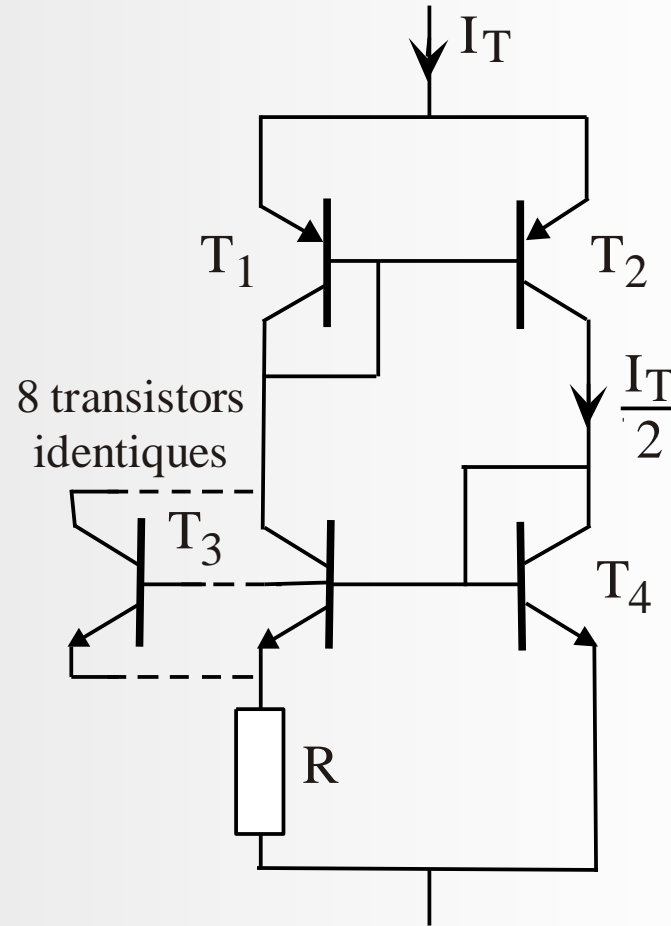 I_T
T_1
T_2
I_T
2
8 transistors
identiques
T_3
T_4
R